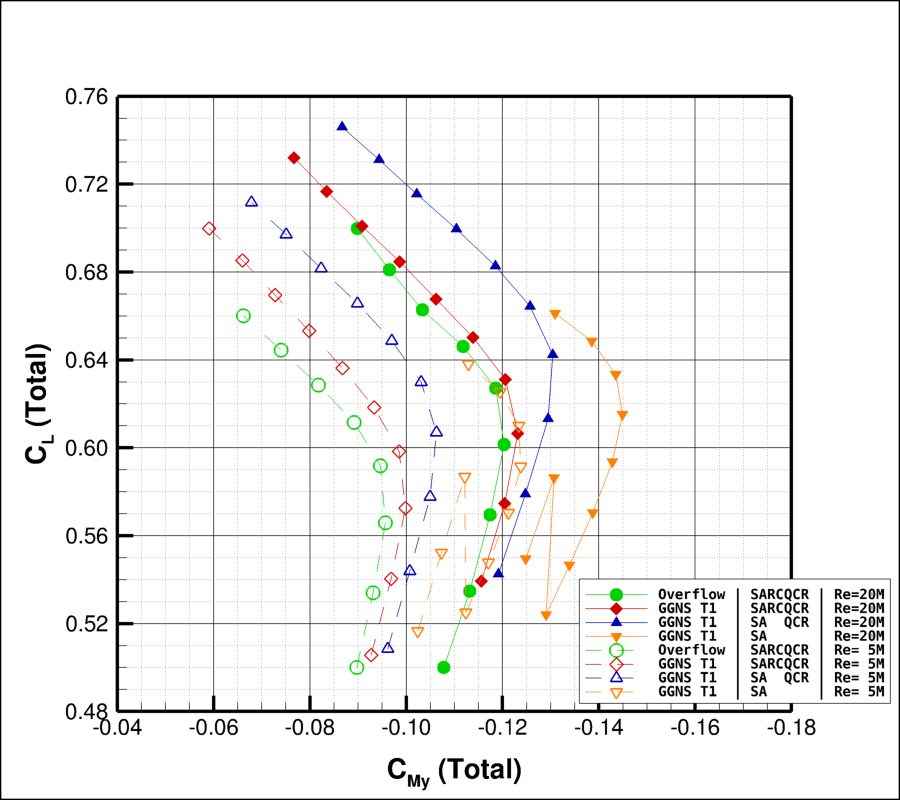 0.76
0.72
0.68
0.64
0.60
0.56
0.52
0.48
C_L (Total)
-0.04 -0.06 -0.08 -0.10 -0.12 -0.14 -0.16 -0.18
C_My (Total)
Overflow | SARCQCR | Re=20M
GGNS T1 | SARCQCR | Re=20M
GGNS T1 | SA QCR | Re=20M
GGNS T1 | SA | Re=20M
Overflow | SARCQCR | Re= 5M
GGNS T1 | SARCQCR | Re= 5M
GGNS T1 | SA QCR | Re= 5M
GGNS T1 | SA | Re= 5M